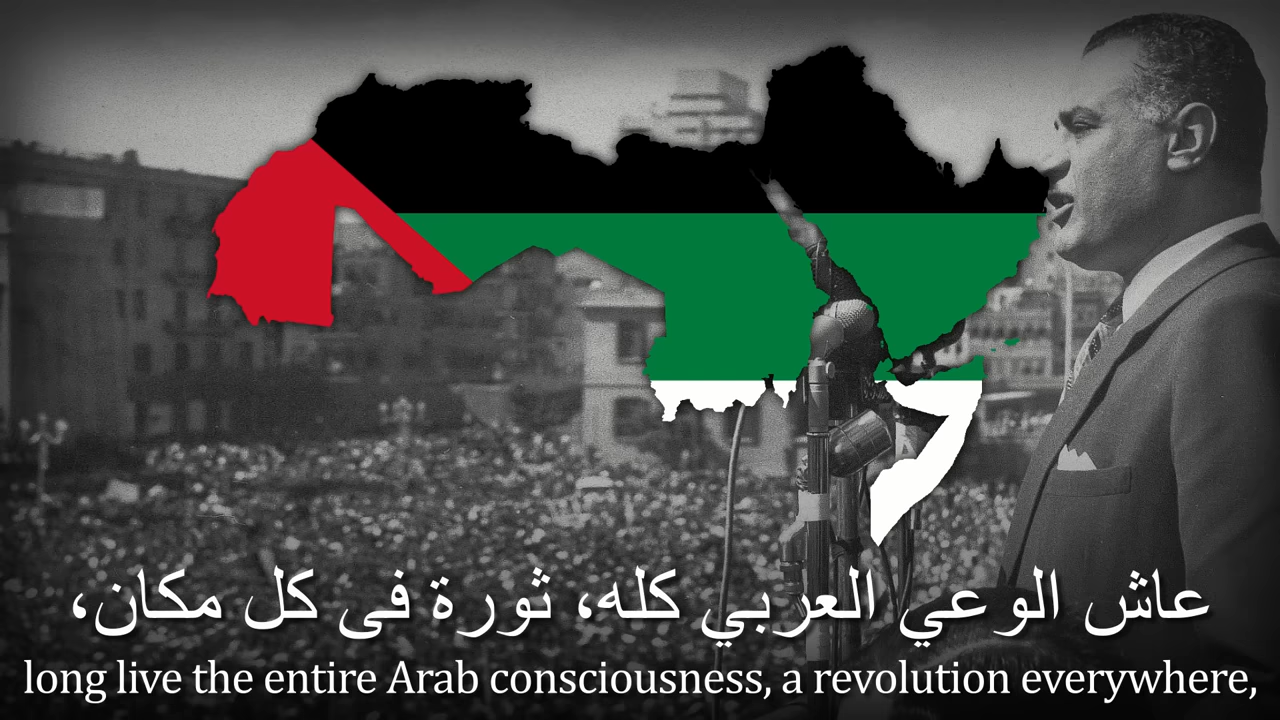 عاش الوعي العربي كله، ثورة فى كل مكان،
long live the entire Arab consciousness, a revolution everywhere,